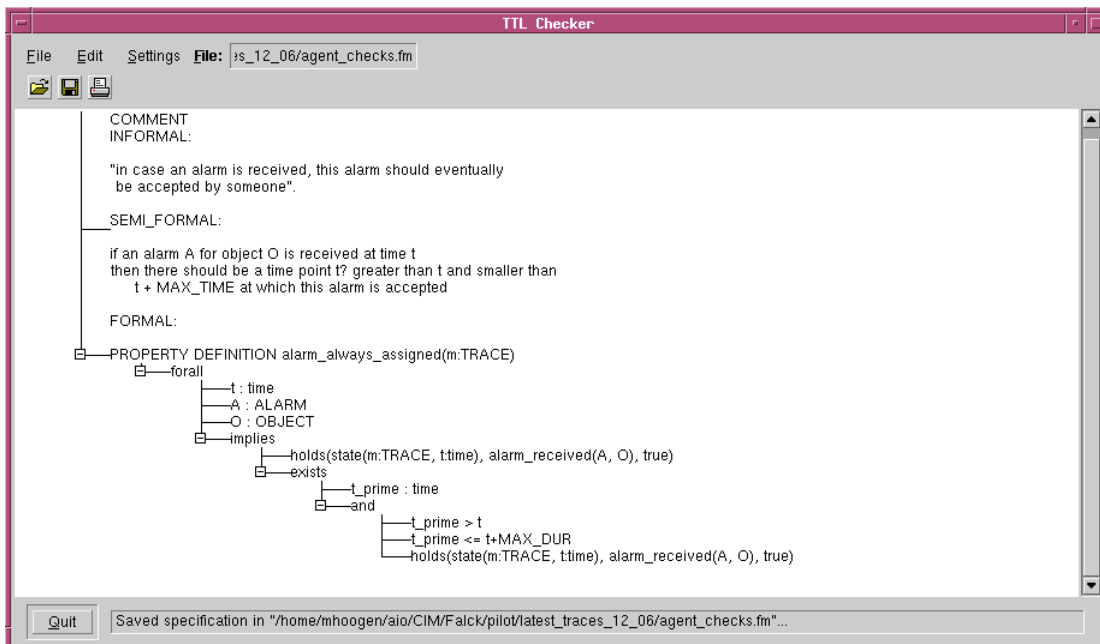 TTL Checker
File Edit Settings File: es_12_06/agent_checks.fm
COMMENT
INFORMAL:
"in case an alarm is received, this alarm should eventually
be accepted by someone".
SEMI_FORMAL:
if an alarm A for object O is received at time t
then there should be a time point t? greater than t and smaller than
t + MAX_TIME at which this alarm is accepted
FORMAL:
PROPERTY DEFINITION alarm_always_assigned(m:TRACE)
forall
t : time
A : ALARM
O : OBJECT
implies
holds(state(m:TRACE, t:time), alarm_received(A, O), true)
exists
t_prime : time
and
t_prime > t
t_prime <= t+MAX_DUR
holds(state(m:TRACE, t:time), alarm_received(A, O), true)
Quit Saved specification in "/home/mhoogen/aio/CIM/Falck/pilot/latest_traces_12_06/agent_checks.fm"...